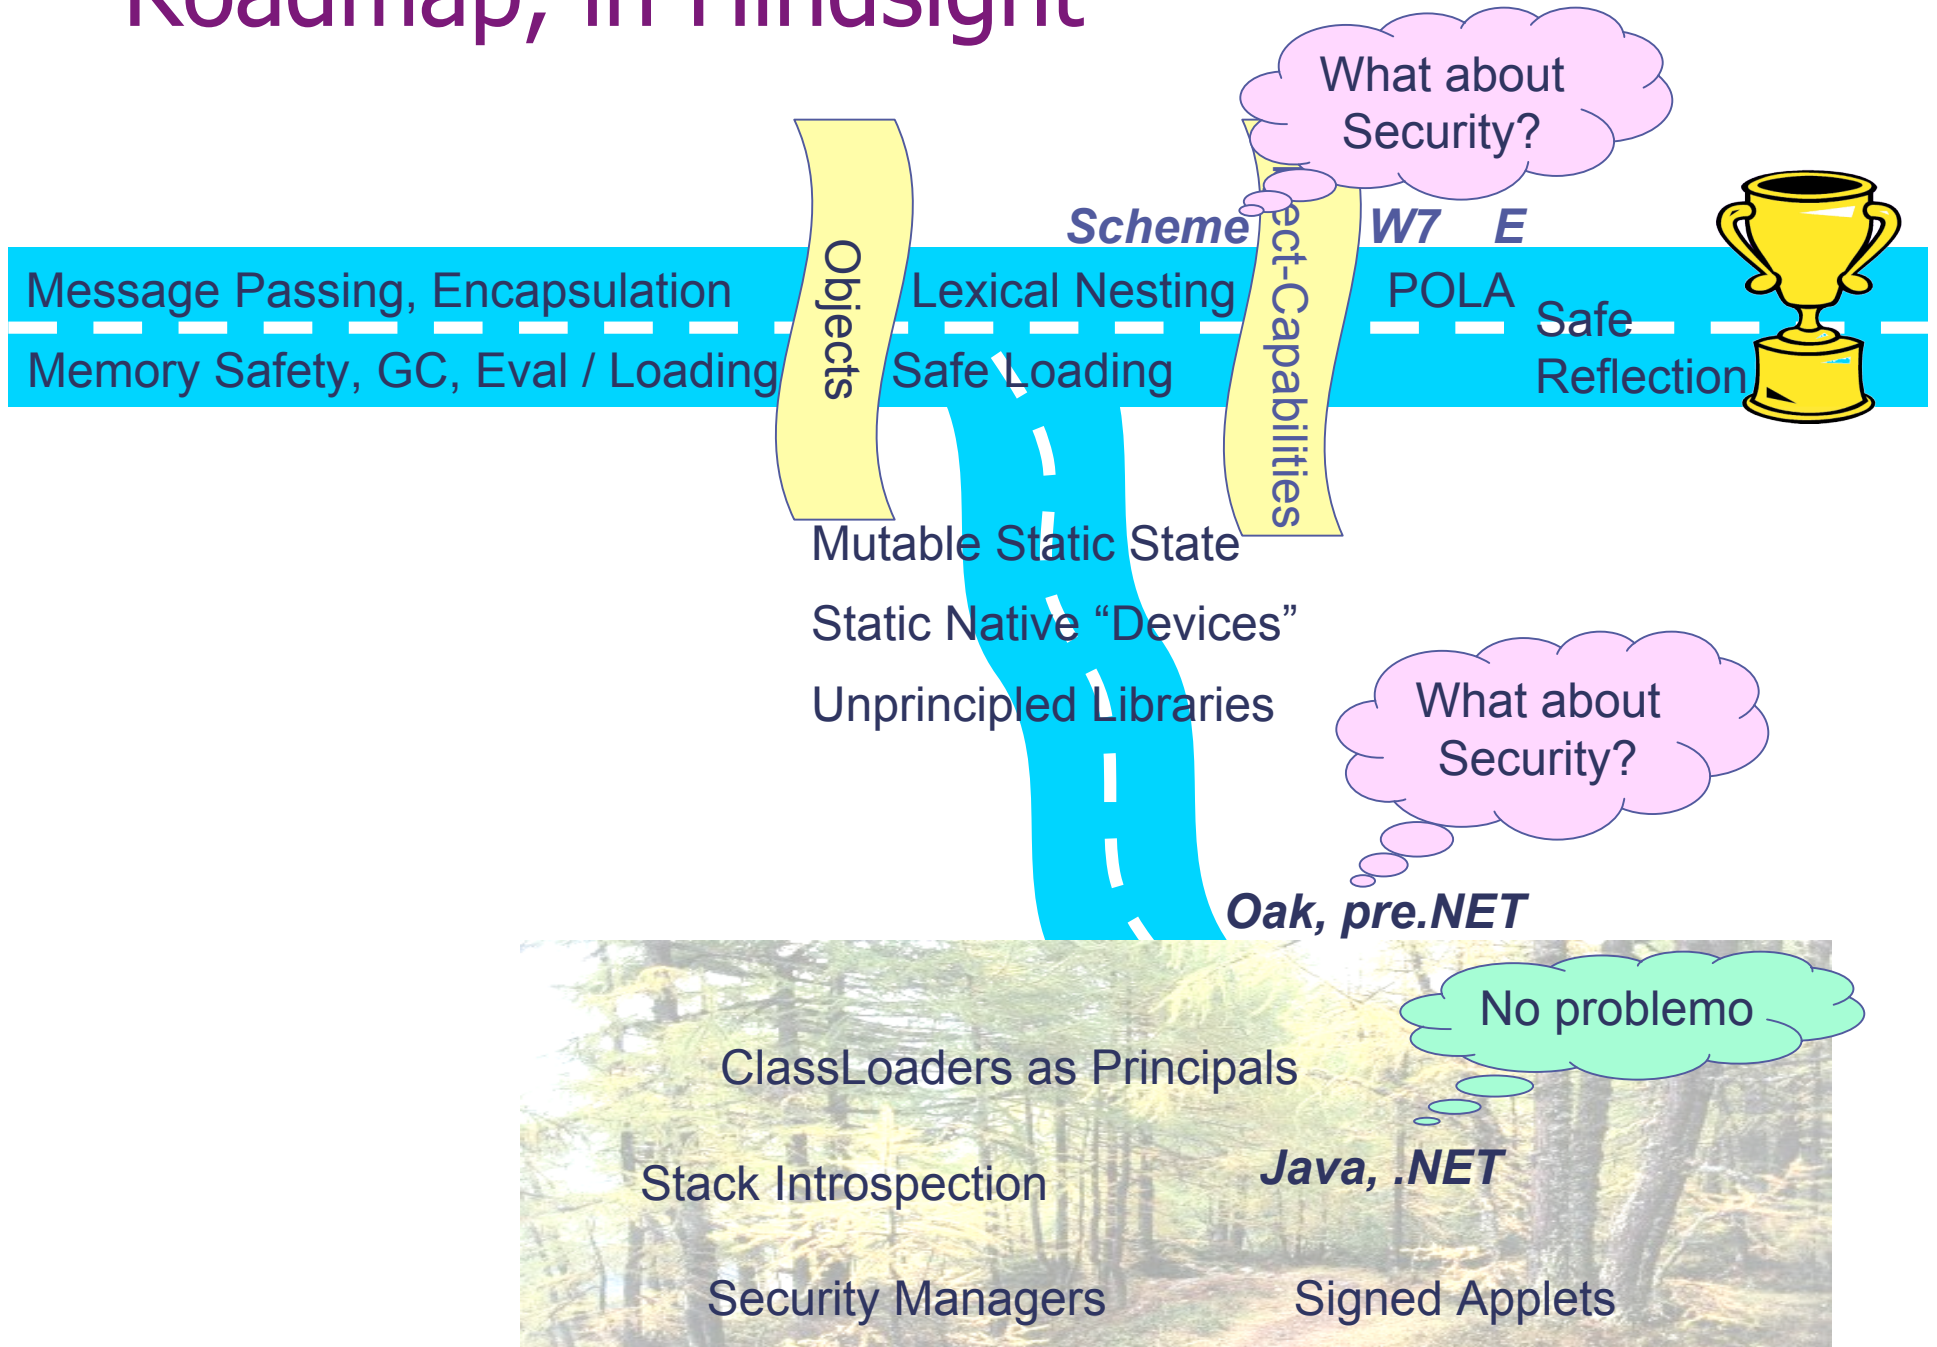 Roadmap, in Hindsight
What about
Security?
Scheme
W7 E
Message Passing, Encapsulation
Objects
Lexical Nesting
ect-Capabilities
POLA
Safe
Reflection
Memory Safety, GC, Eval / Loading
Safe Loading
Mutable Static State
Static Native “Devices”
Unprincipled Libraries
What about
Security?
Oak, pre.NET
No problemo
ClassLoaders as Principals
Java, .NET
Stack Introspection
Security Managers
Signed Applets